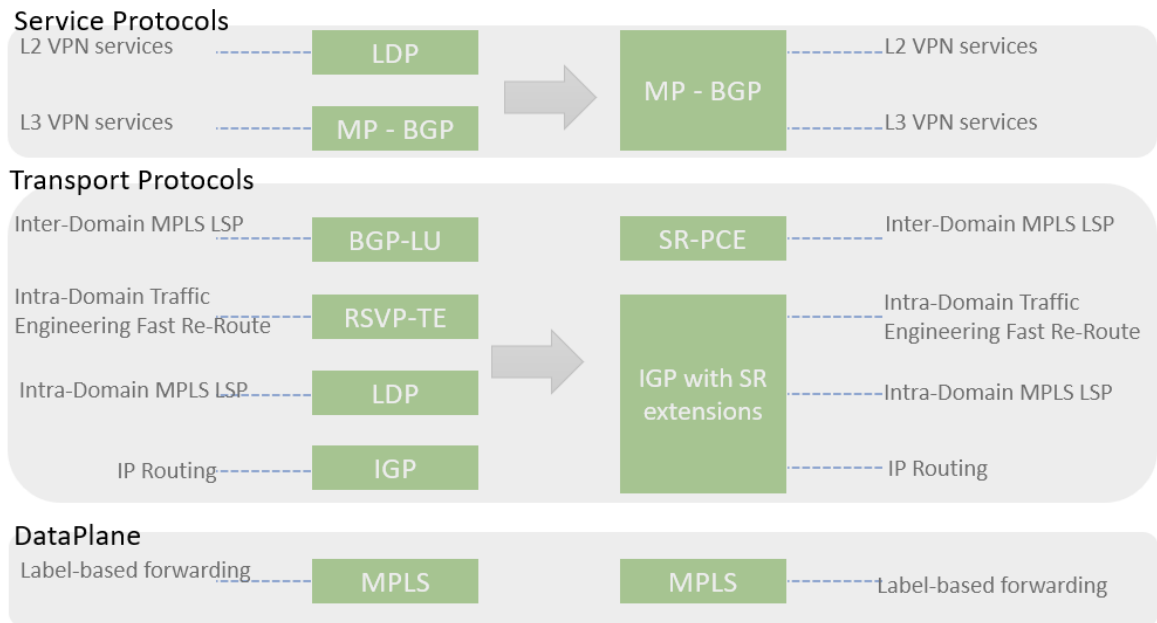 Service Protocols
L2 VPN services
LDP
MP - BGP
L2 VPN services
L3 VPN services
MP - BGP
L3 VPN services
Transport Protocols
Inter-Domain MPLS LSP
BGP-LU
SR-PCE
Inter-Domain MPLS LSP
Intra-Domain Traffic
Engineering Fast Re-Route
RSVP-TE
Intra-Domain Traffic
Engineering Fast Re-Route
Intra-Domain MPLS LSP
LDP
IGP with SR
extensions
Intra-Domain MPLS LSP
IP Routing
IGP
IP Routing
DataPlane
Label-based forwarding
MPLS
MPLS
Label-based forwarding